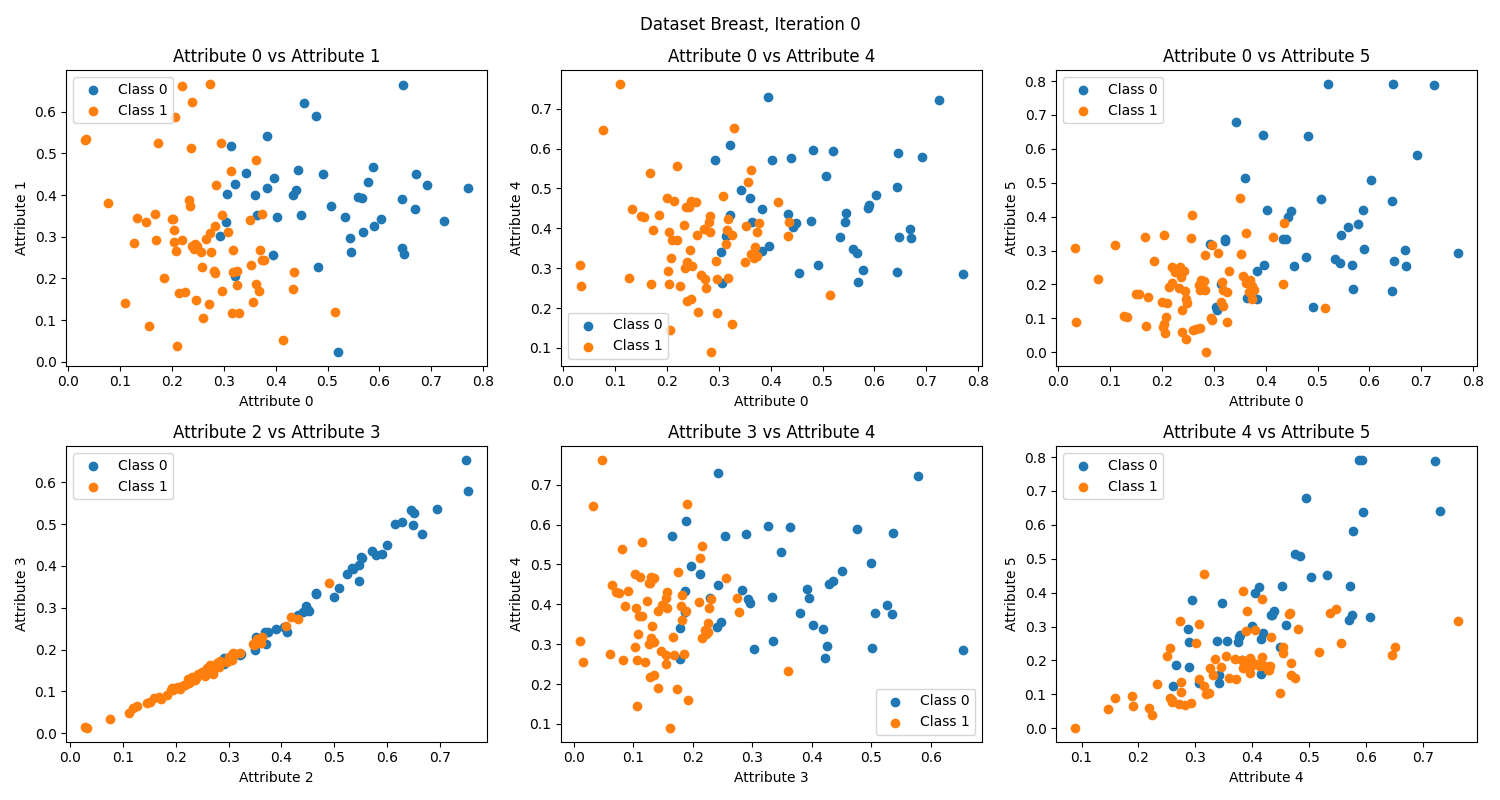 Dataset Breast, Iteration 0
Attribute 0 vs Attribute 1
Class 0
Class 1
0.0
0.1
0.2
0.3
0.4
0.5
0.6
Attribute 1
0.0 0.1 0.2 0.3 0.4 0.5 0.6 0.7 0.8
Attribute 0
Attribute 0 vs Attribute 4
Class 0
Class 1
0.7
0.6
0.5
0.4
0.3
0.2
0.1
Attribute 4
0.0 0.1 0.2 0.3 0.4 0.5 0.6 0.7 0.8
Attribute 0
Attribute 0 vs Attribute 5
Class 0
Class 1
0.8
0.7
0.6
0.5
0.4
0.3
0.2
0.1
0.0
Attribute 5
0.0 0.1 0.2 0.3 0.4 0.5 0.6 0.7 0.8
Attribute 0
Attribute 2 vs Attribute 3
Class 0
Class 1
0.6
0.5
0.4
0.3
0.2
0.1
0.0
Attribute 3
0.0 0.1 0.2 0.3 0.4 0.5 0.6 0.7
Attribute 2
Attribute 3 vs Attribute 4
Class 0
Class 1
0.7
0.6
0.5
0.4
0.3
0.2
0.1
Attribute 4
0.0 0.1 0.2 0.3 0.4 0.5 0.6
Attribute 3
Attribute 4 vs Attribute 5
Class 0
Class 1
0.8
0.7
0.6
0.5
0.4
0.3
0.2
0.1
0.0
Attribute 5
0.1 0.2 0.3 0.4 0.5 0.6 0.7
Attribute 4